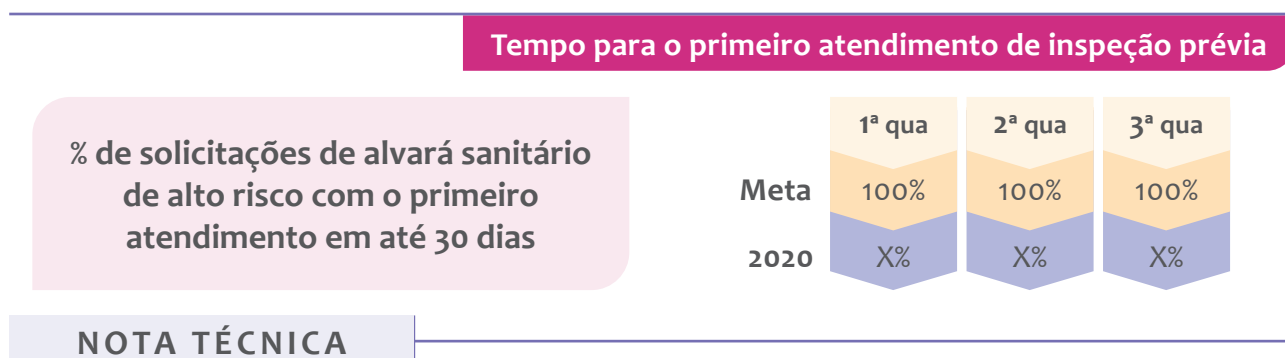 Tempo para o primeiro atendimento de inspeção prévia
% de solicitações de alvará sanitário
de alto risco com o primeiro
atendimento em até 30 dias
1ª qua 2ª qua 3ª qua
Meta 100% 100% 100%
2020 X% X% X%
NOTA TÉCNICA